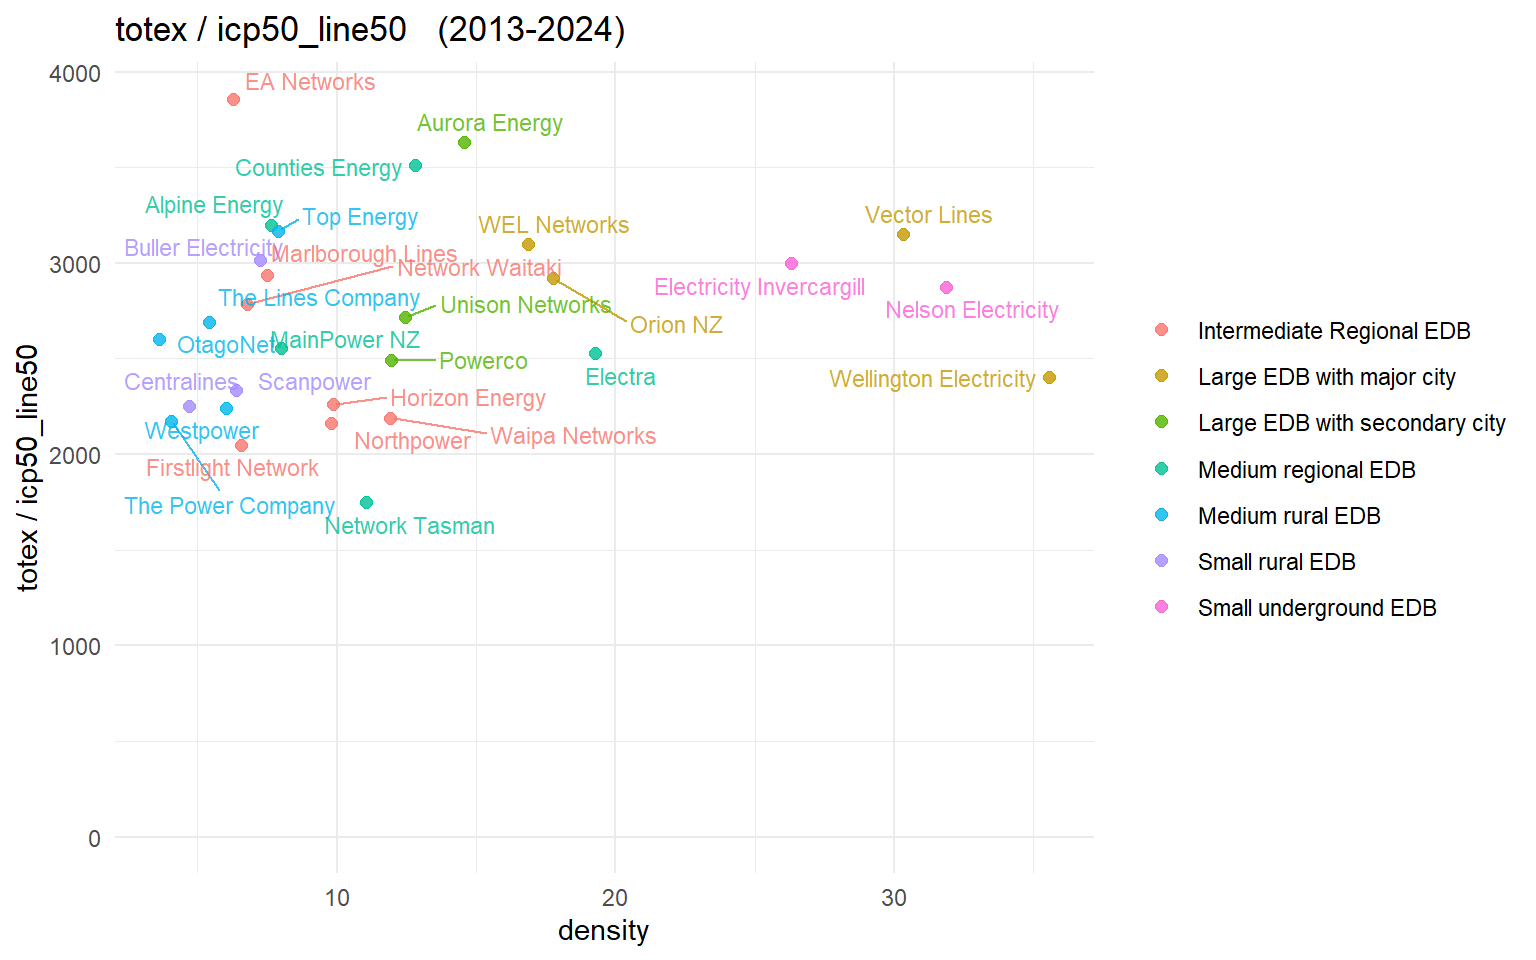 totex / icp50_line50 (2013-2024)
4000
3000
2000
1000
0
totex / icp50_line50
EA Networks
Aurora Energy
Counties Energy
Alpine Energy
Top Energy
WEL Networks
Vector Lines
Buller Electricity
Marlborough Lines
Network Waitaki
Electricity Invercargill
The Lines Company
Unison Networks
Nelson Electricity
Orion NZ
OtagoNet
MainPower NZ
Powerco
Electra
Wellington Electricity
Centralines
Scanpower
Horizon Energy
Westpower
Northpower
Waipa Networks
Firstlight Network
The Power Company
Network Tasman
10
20
30
density
Intermediate Regional EDB
Large EDB with major city
Large EDB with secondary city
Medium regional EDB
Medium rural EDB
Small rural EDB
Small underground EDB